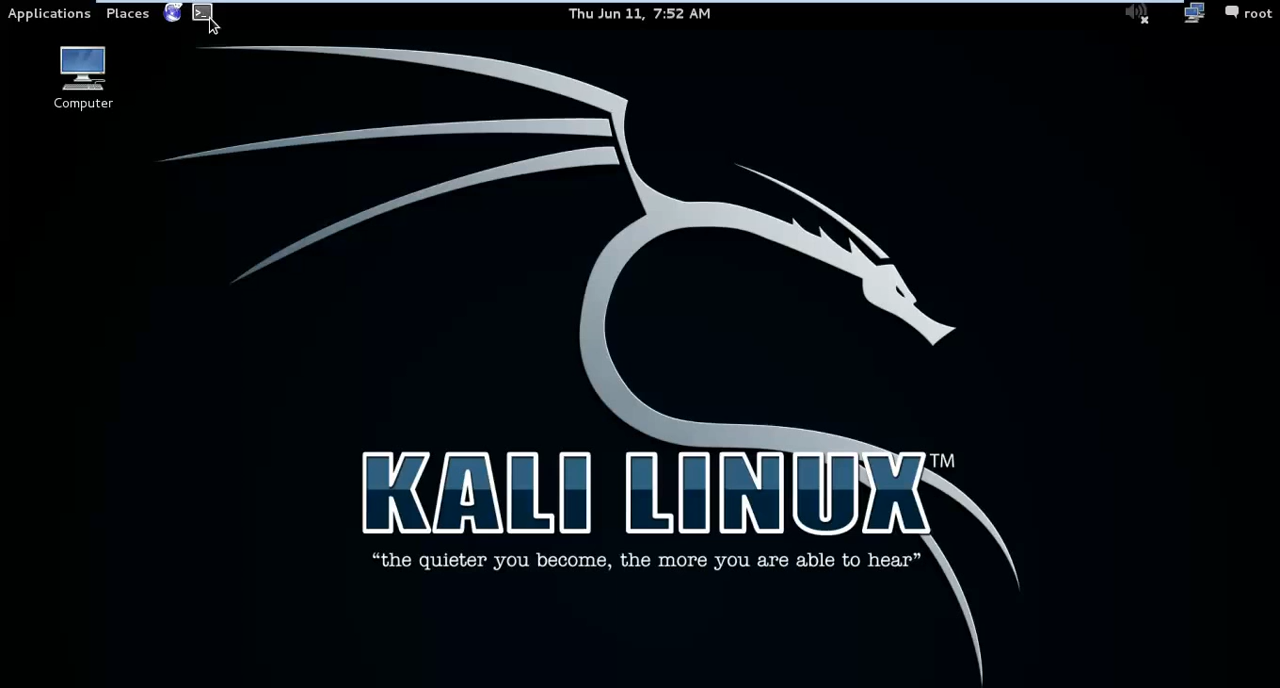 Applications Places Thu Jun 11, 7:52 AM root
Computer
KALI LINUX™
“the quieter you become, the more you are able to hear”